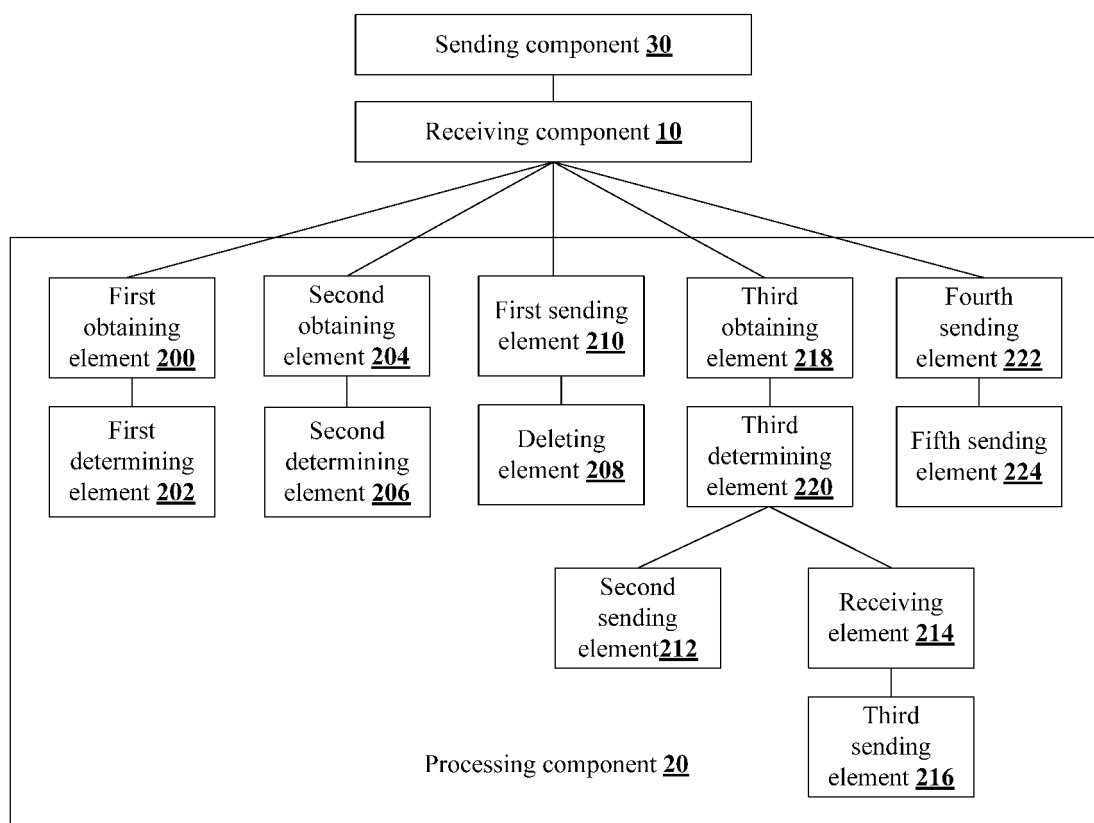 Sending component 30
Receiving component 10
First
obtaining
element 200
Second
obtaining
element 204
First sending
element 210
Third
obtaining
element 218
Fourth
sending
element 222
First
determining
element 202
Second
determining
element 206
Deleting
element 208
Third
determining
element 220
Fifth sending
element 224
Second
sending
element212
Receiving
element 214
Third
sending
element 216
Processing component 20